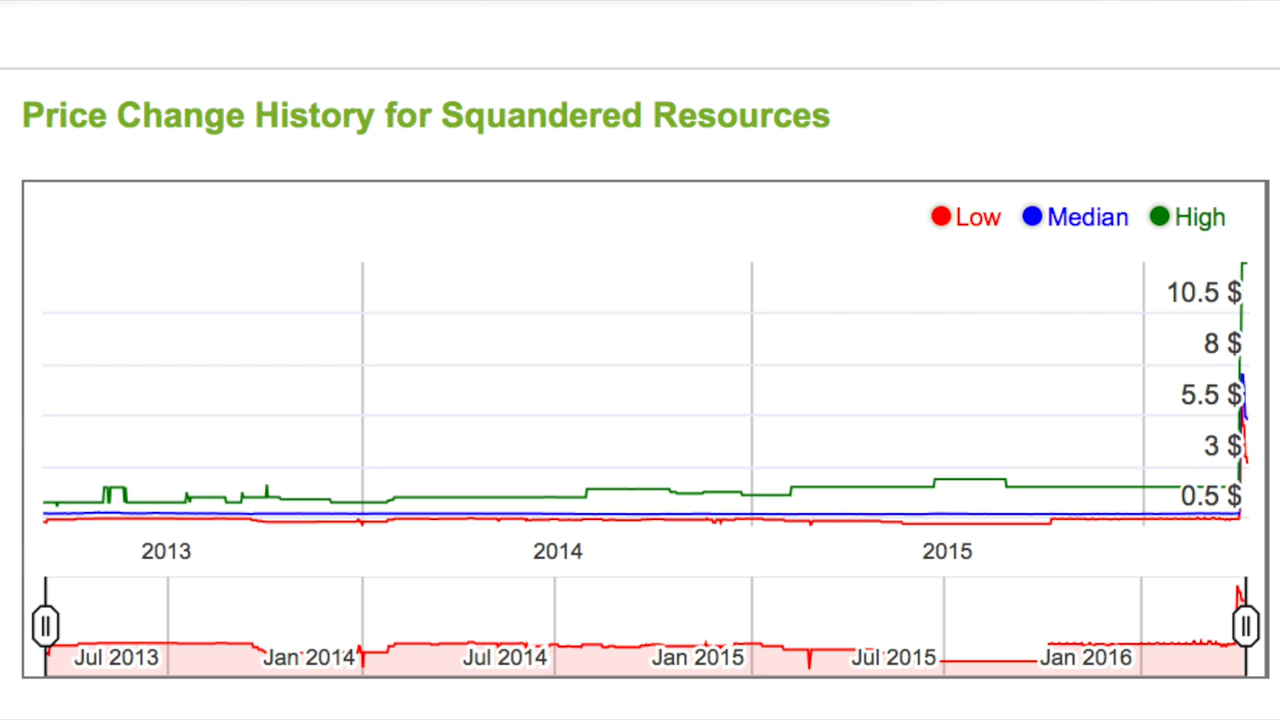 Price Change History for Squandered Resources
Low Median High
10.5 $
8 $
5.5 $
3 $
0.5 $
2013 2014 2015
Jul 2013 Jan 2014 Jul 2014 Jan 2015 Jul 2015 Jan 2016